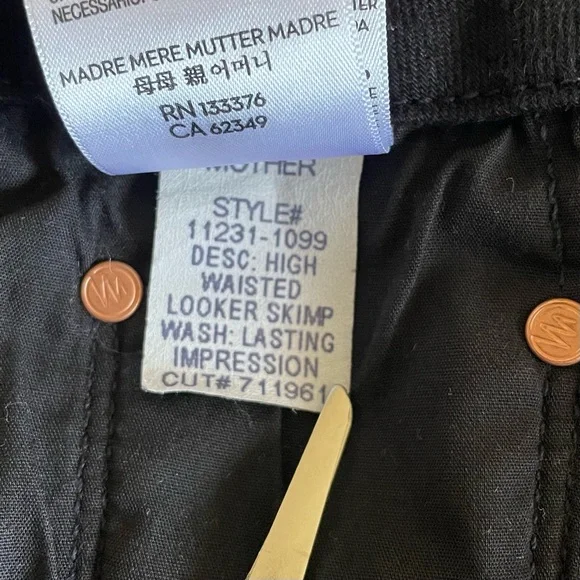 NECESSARIO
MADRE MERE MUTTER MADRE
母母 親 어머니
RN 133376
CA 62349
MOTHER
STYLE#
11231-1099
DESC: HIGH
WAISTED
LOOKER SKIMP
WASH: LASTING
IMPRESSION
CUT# 711961